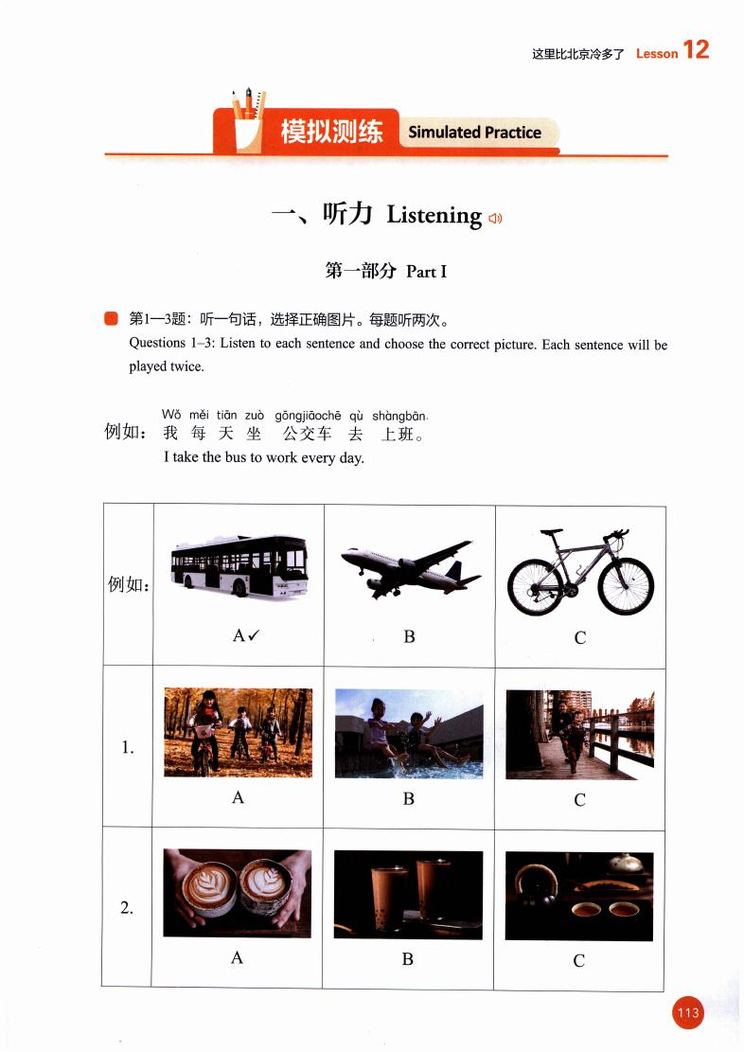 这里比北京冷多了 Lesson 12
模拟测练 Simulated Practice
一、听力 Listening
第一部分 Part I
第1—3题：听一句话，选择正确图片。每题听两次。
Questions 1–3: Listen to each sentence and choose the correct picture. Each sentence will be
played twice.
Wǒ měi tiān zuò gōngjiāochē qù shàngbān.
例如： 我 每 天 坐 公交车 去 上班。
I take the bus to work every day.
例如:
A✓ B C
1.
A B C
2.
A B C
113